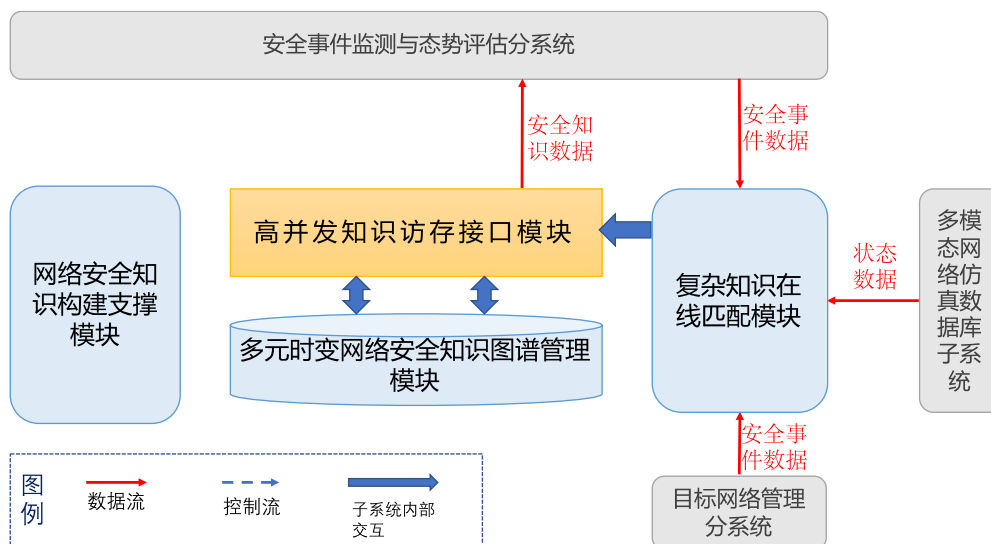 安全事件监测与态势评估分系统
安全知
识数据
安全事
件数据
网络安全知
识构建支撑
模块
高并发知识访存接口模块
多元时变网络安全知识图谱管理
模块
复杂知识在
线匹配模块
状态
数据
多模
态网
络仿
真数
据库
子系
统
安全事
件数据
目标网络管理
分系统
图
例
数据流
控制流
子系统内部
交互